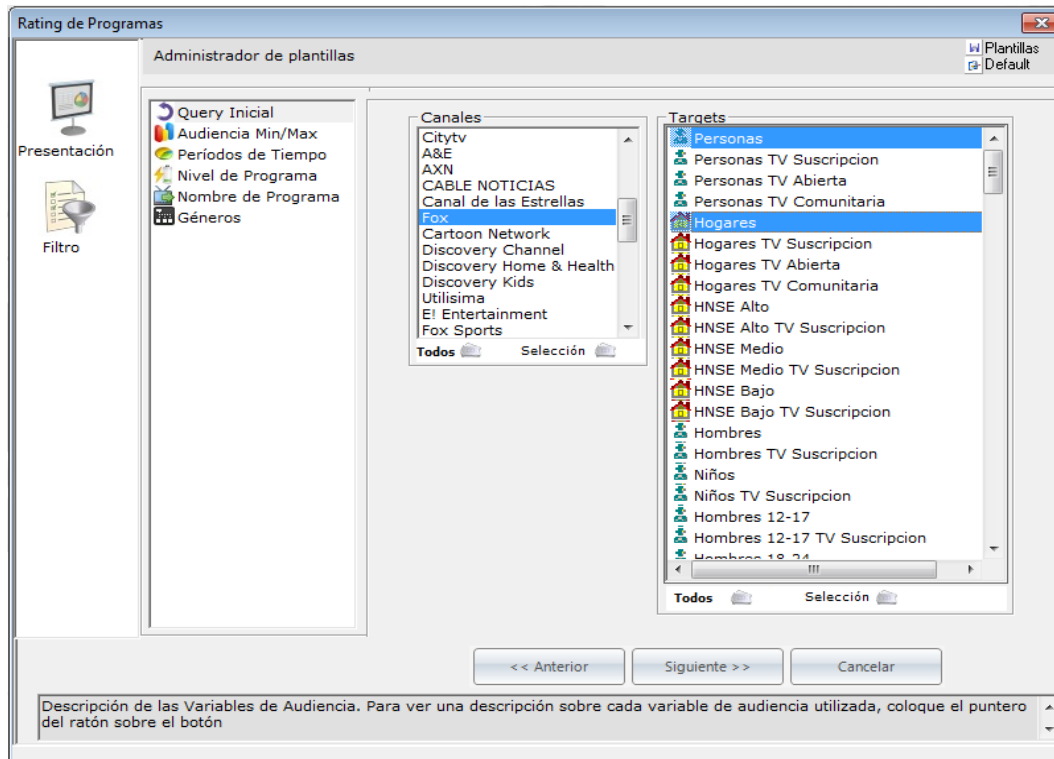 Rating de Programas
Administrador de plantillas
Plantillas
Default
Presentación
Filtro
Query Inicial
Audiencia Min/Max
Períodos de Tiempo
Nivel de Programa
Nombre de Programa
Géneros
Canales
Citytv
A&E
AXN
CABLE NOTICIAS
Canal de las Estrellas
Fox
Cartoon Network
Discovery Channel
Discovery Home & Health
Discovery Kids
Utilisima
E! Entertainment
Fox Sports
Todos Selección
Targets
Personas
Personas TV Suscripcion
Personas TV Abierta
Personas TV Comunitaria
Hogares
Hogares TV Suscripcion
Hogares TV Abierta
Hogares TV Comunitaria
HNSE Alto
HNSE Alto TV Suscripcion
HNSE Medio
HNSE Medio TV Suscripcion
HNSE Bajo
HNSE Bajo TV Suscripcion
Hombres
Hombres TV Suscripcion
Niños
Niños TV Suscripcion
Hombres 12-17
Hombres 12-17 TV Suscripcion
Hombres 18-24
Todos Selección
<< Anterior Siguiente >> Cancelar
Descripción de las Variables de Audiencia. Para ver una descripción sobre cada variable de audiencia utilizada, coloque el puntero
del ratón sobre el botón